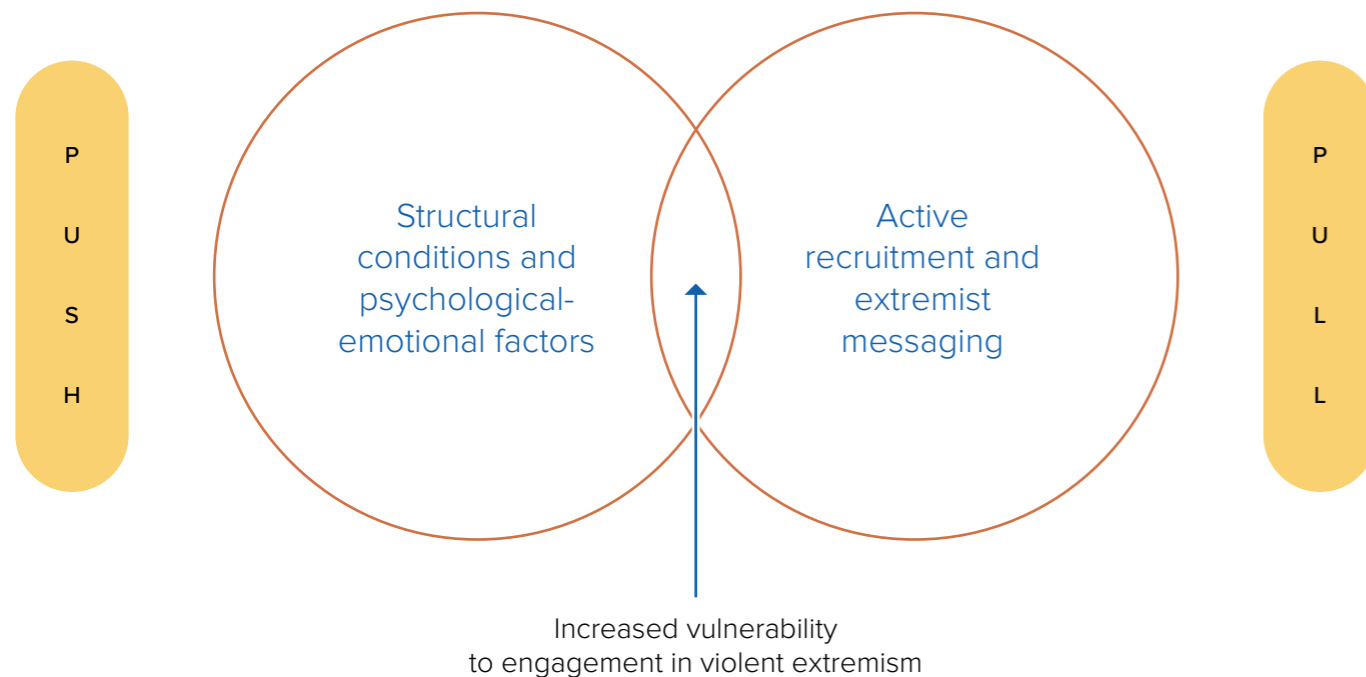 P
U
S
H
Structural
conditions and
psychological-
emotional factors
Active
recruitment and
extremist
messaging
P
U
L
L
Increased vulnerability
to engagement in violent extremism